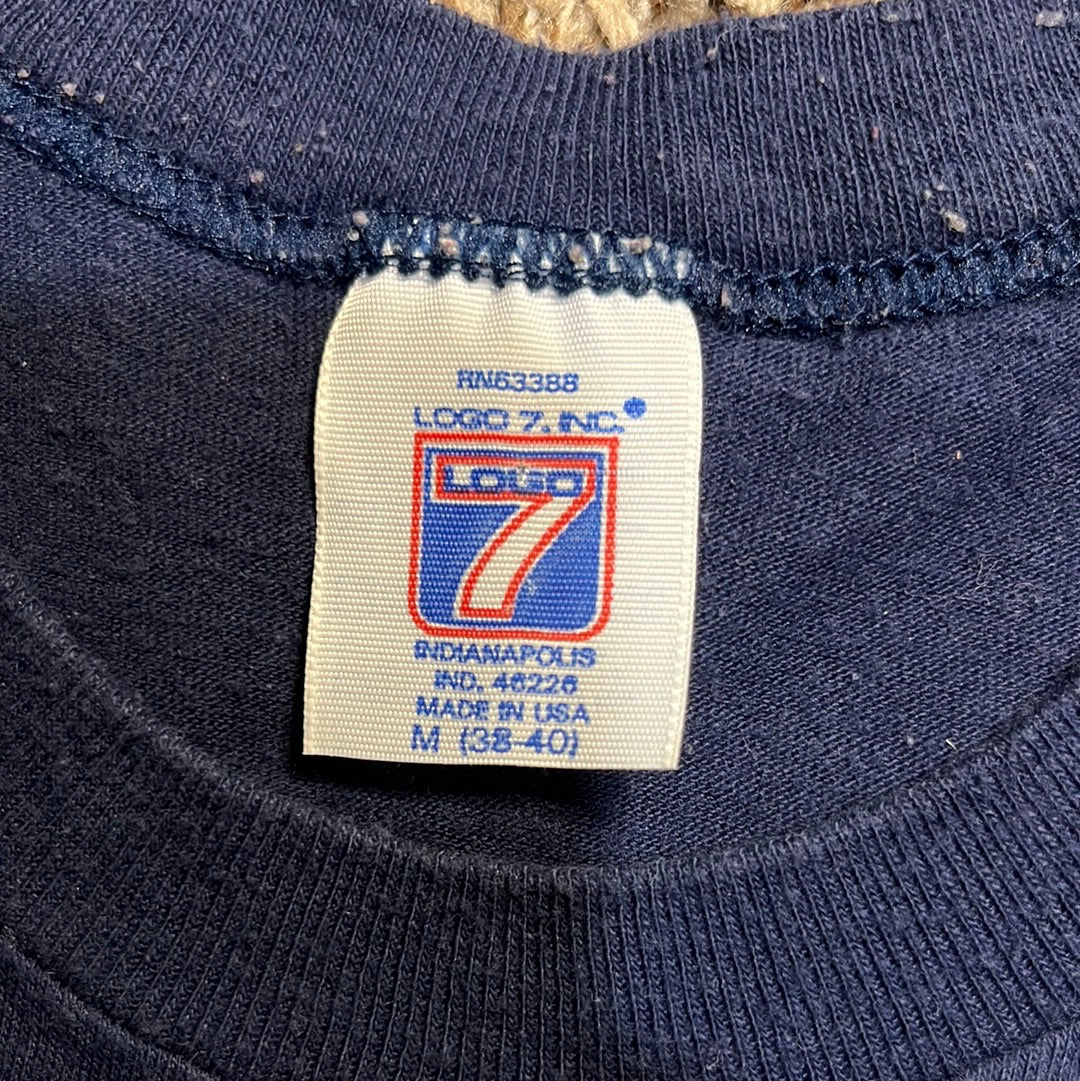 RN63388
LOGO 7, INC.®
LOGO
7
INDIANAPOLIS
IND. 46226
MADE IN USA
M (38-40)